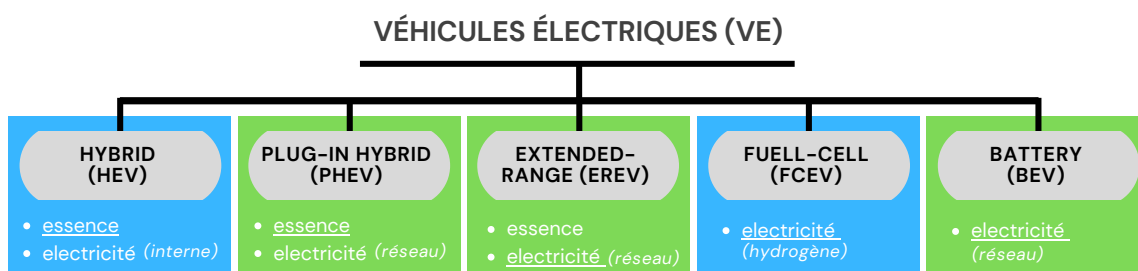 VÉHICULES ÉLECTRIQUES (VE)
HYBRID
(HEV)
• essence
• electricité (interne)
PLUG-IN HYBRID
(PHEV)
• essence
• electricité (réseau)
EXTENDED-
RANGE (EREV)
• essence
• electricité (réseau)
FUELL-CELL
(FCEV)
• electricité
(hydrogène)
BATTERY
(BEV)
• electricité
(réseau)